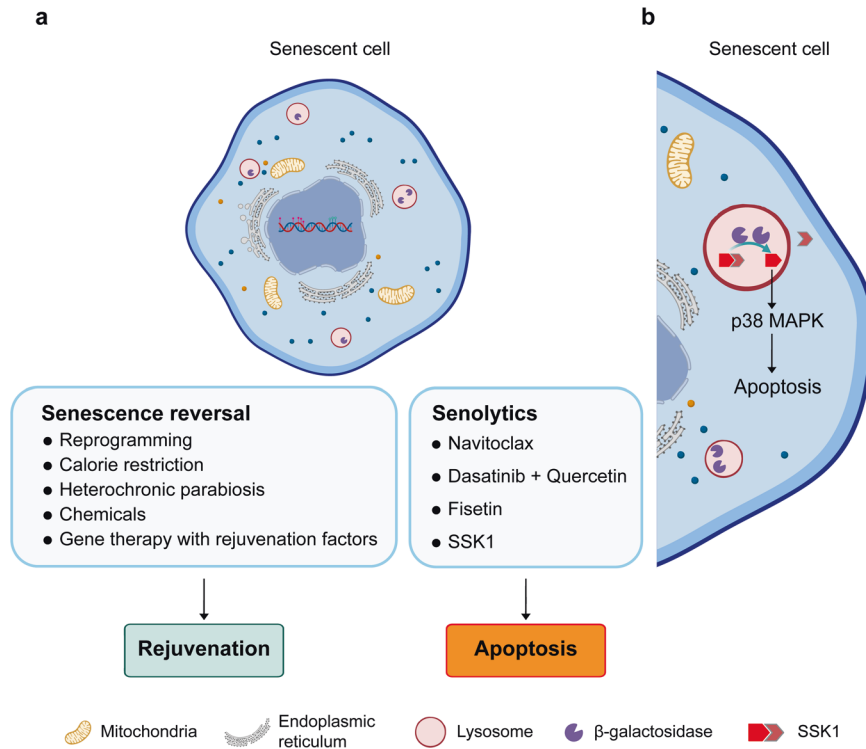 a
Senescent cell
Senescence reversal
● Reprogramming
● Calorie restriction
● Heterochronic parabiosis
● Chemicals
● Gene therapy with rejuvenation factors
Rejuvenation
Senolytics
● Navitoclax
● Dasatinib + Quercetin
● Fisetin
● SSK1
Apoptosis
b
Senescent cell
p38 MAPK
Apoptosis
Mitochondria
Endoplasmic
reticulum
Lysosome
β-galactosidase
SSK1